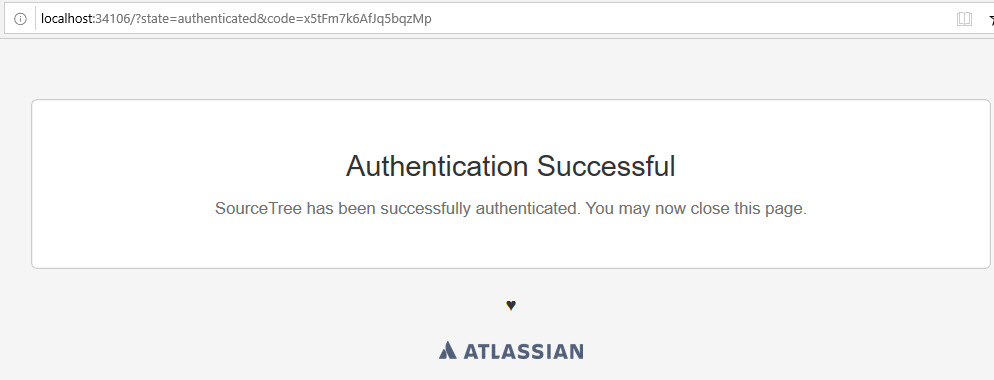 localhost:34106/?state=authenticated&code=x5tFm7k6AfJq5bqzMp
Authentication Successful
SourceTree has been successfully authenticated. You may now close this page.
♥
ATLASSIAN